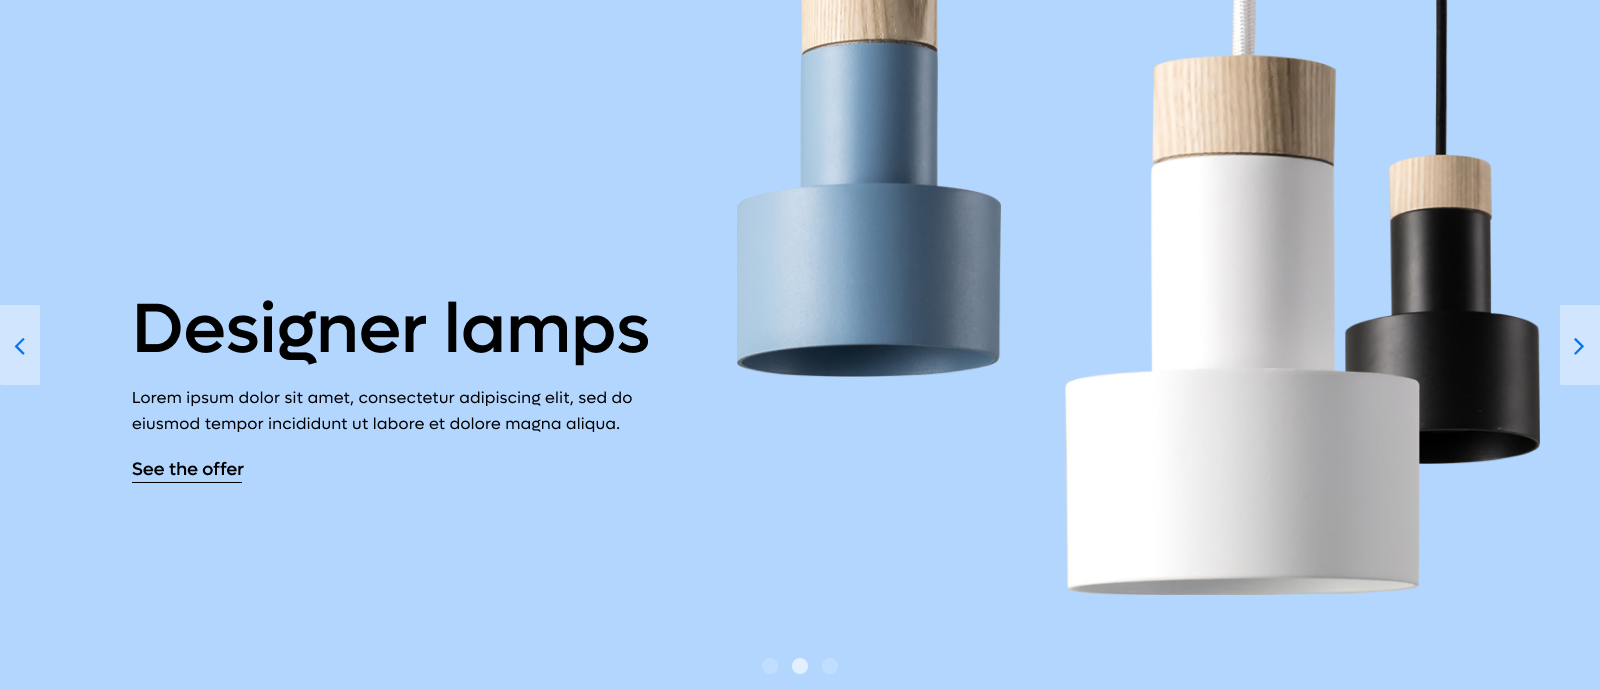 Designer lamps
Lorem ipsum dolor sit amet, consectetur adipiscing elit, sed do
eiusmod tempor incididunt ut labore et dolore magna aliqua.
See the offer